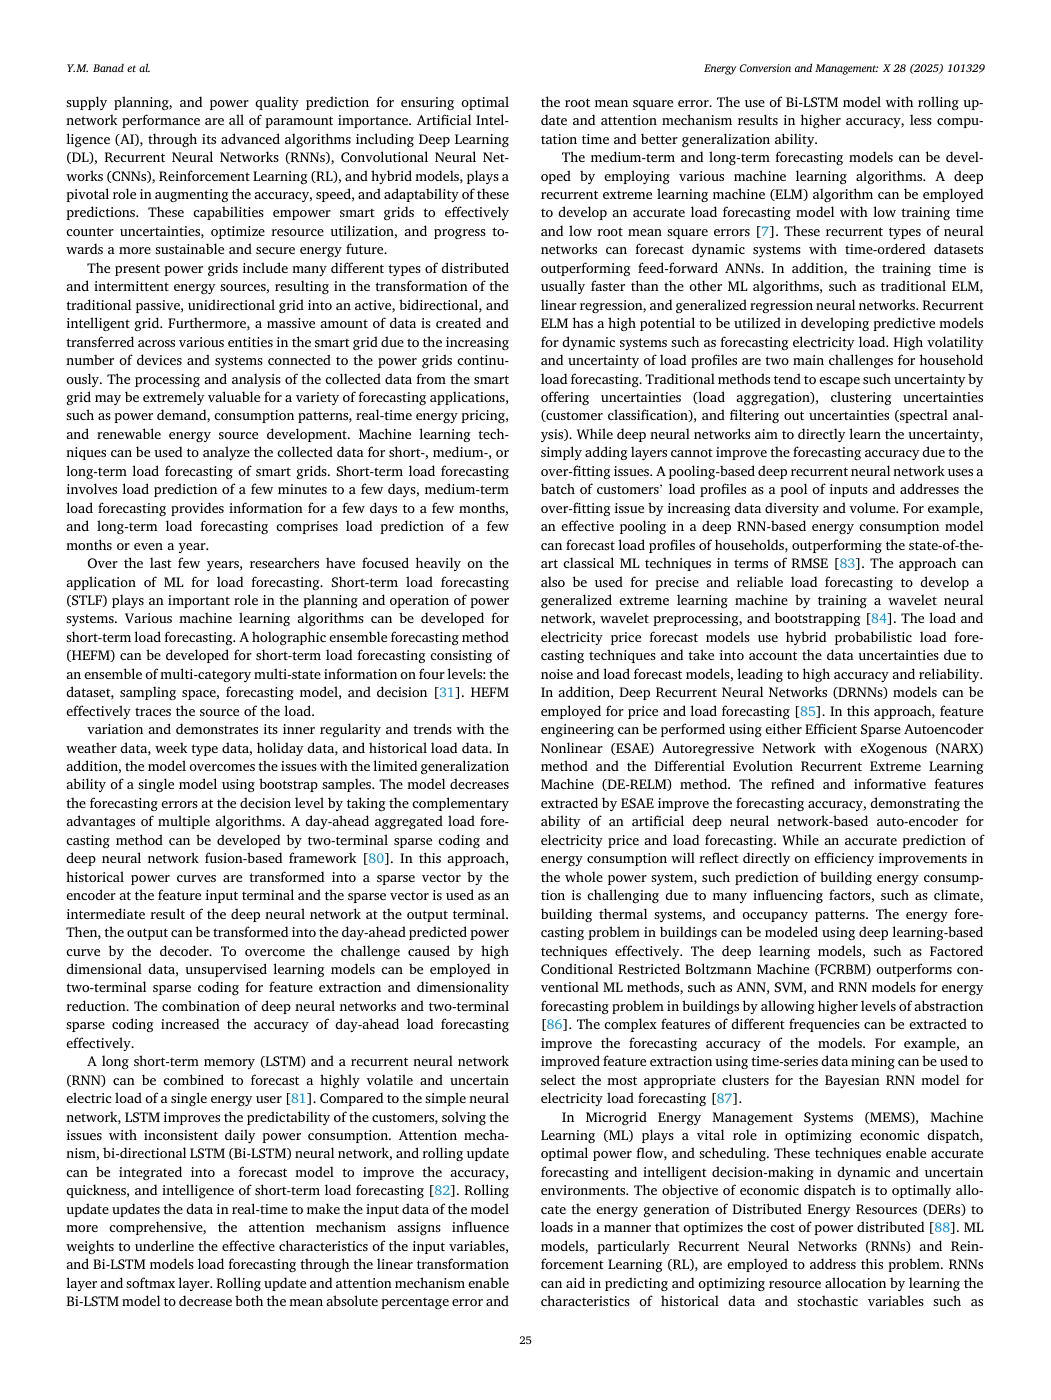 Y.M. Banad et al.
Energy Conversion and Management: X 28 (2025) 101329
supply planning, and power quality prediction for ensuring optimal
network performance are all of paramount importance. Artificial Intel-
ligence (AI), through its advanced algorithms including Deep Learning
(DL), Recurrent Neural Networks (RNNs), Convolutional Neural Net-
works (CNNs), Reinforcement Learning (RL), and hybrid models, plays a
pivotal role in augmenting the accuracy, speed, and adaptability of these
predictions. These capabilities empower smart grids to effectively
counter uncertainties, optimize resource utilization, and progress to-
wards a more sustainable and secure energy future.
The present power grids include many different types of distributed
and intermittent energy sources, resulting in the transformation of the
traditional passive, unidirectional grid into an active, bidirectional, and
intelligent grid. Furthermore, a massive amount of data is created and
transferred across various entities in the smart grid due to the increasing
number of devices and systems connected to the power grids continu-
ously. The processing and analysis of the collected data from the smart
grid may be extremely valuable for a variety of forecasting applications,
such as power demand, consumption patterns, real-time energy pricing,
and renewable energy source development. Machine learning tech-
niques can be used to analyze the collected data for short-, medium-, or
long-term load forecasting of smart grids. Short-term load forecasting
involves load prediction of a few minutes to a few days, medium-term
load forecasting provides information for a few days to a few months,
and long-term load forecasting comprises load prediction of a few
months or even a year.
Over the last few years, researchers have focused heavily on the
application of ML for load forecasting. Short-term load forecasting
(STLF) plays an important role in the planning and operation of power
systems. Various machine learning algorithms can be developed for
short-term load forecasting. A holographic ensemble forecasting method
(HEFM) can be developed for short-term load forecasting consisting of
an ensemble of multi-category multi-state information on four levels: the
dataset, sampling space, forecasting model, and decision [31]. HEFM
effectively traces the source of the load.
variation and demonstrates its inner regularity and trends with the
weather data, week type data, holiday data, and historical load data. In
addition, the model overcomes the issues with the limited generalization
ability of a single model using bootstrap samples. The model decreases
the forecasting errors at the decision level by taking the complementary
advantages of multiple algorithms. A day-ahead aggregated load fore-
casting method can be developed by two-terminal sparse coding and
deep neural network fusion-based framework [80]. In this approach,
historical power curves are transformed into a sparse vector by the
encoder at the feature input terminal and the sparse vector is used as an
intermediate result of the deep neural network at the output terminal.
Then, the output can be transformed into the day-ahead predicted power
curve by the decoder. To overcome the challenge caused by high
dimensional data, unsupervised learning models can be employed in
two-terminal sparse coding for feature extraction and dimensionality
reduction. The combination of deep neural networks and two-terminal
sparse coding increased the accuracy of day-ahead load forecasting
effectively.
A long short-term memory (LSTM) and a recurrent neural network
(RNN) can be combined to forecast a highly volatile and uncertain
electric load of a single energy user [81]. Compared to the simple neural
network, LSTM improves the predictability of the customers, solving the
issues with inconsistent daily power consumption. Attention mecha-
nism, bi-directional LSTM (Bi-LSTM) neural network, and rolling update
can be integrated into a forecast model to improve the accuracy,
quickness, and intelligence of short-term load forecasting [82]. Rolling
update updates the data in real-time to make the input data of the model
more comprehensive, the attention mechanism assigns influence
weights to underline the effective characteristics of the input variables,
and Bi-LSTM models load forecasting through the linear transformation
layer and softmax layer. Rolling update and attention mechanism enable
Bi-LSTM model to decrease both the mean absolute percentage error and
the root mean square error. The use of Bi-LSTM model with rolling up-
date and attention mechanism results in higher accuracy, less compu-
tation time and better generalization ability.
The medium-term and long-term forecasting models can be devel-
oped by employing various machine learning algorithms. A deep
recurrent extreme learning machine (ELM) algorithm can be employed
to develop an accurate load forecasting model with low training time
and low root mean square errors [7]. These recurrent types of neural
networks can forecast dynamic systems with time-ordered datasets
outperforming feed-forward ANNs. In addition, the training time is
usually faster than the other ML algorithms, such as traditional ELM,
linear regression, and generalized regression neural networks. Recurrent
ELM has a high potential to be utilized in developing predictive models
for dynamic systems such as forecasting electricity load. High volatility
and uncertainty of load profiles are two main challenges for household
load forecasting. Traditional methods tend to escape such uncertainty by
offering uncertainties (load aggregation), clustering uncertainties
(customer classification), and filtering out uncertainties (spectral anal-
ysis). While deep neural networks aim to directly learn the uncertainty,
simply adding layers cannot improve the forecasting accuracy due to the
over-fitting issues. A pooling-based deep recurrent neural network uses a
batch of customers' load profiles as a pool of inputs and addresses the
over-fitting issue by increasing data diversity and volume. For example,
an effective pooling in a deep RNN-based energy consumption model
can forecast load profiles of households, outperforming the state-of-the-
art classical ML techniques in terms of RMSE [83]. The approach can
also be used for precise and reliable load forecasting to develop a
generalized extreme learning machine by training a wavelet neural
network, wavelet preprocessing, and bootstrapping [84]. The load and
electricity price forecast models use hybrid probabilistic load fore-
casting techniques and take into account the data uncertainties due to
noise and load forecast models, leading to high accuracy and reliability.
In addition, Deep Recurrent Neural Networks (DRNNs) models can be
employed for price and load forecasting [85]. In this approach, feature
engineering can be performed using either Efficient Sparse Autoencoder
Nonlinear (ESAE) Autoregressive Network with eXogenous (NARX)
method and the Differential Evolution Recurrent Extreme Learning
Machine (DE-RELM) method. The refined and informative features
extracted by ESAE improve the forecasting accuracy, demonstrating the
ability of an artificial deep neural network-based auto-encoder for
electricity price and load forecasting. While an accurate prediction of
energy consumption will reflect directly on efficiency improvements in
the whole power system, such prediction of building energy consump-
tion is challenging due to many influencing factors, such as climate,
building thermal systems, and occupancy patterns. The energy fore-
casting problem in buildings can be modeled using deep learning-based
techniques effectively. The deep learning models, such as Factored
Conditional Restricted Boltzmann Machine (FCRBM) outperforms con-
ventional ML methods, such as ANN, SVM, and RNN models for energy
forecasting problem in buildings by allowing higher levels of abstraction
[86]. The complex features of different frequencies can be extracted to
improve the forecasting accuracy of the models. For example, an
improved feature extraction using time-series data mining can be used to
select the most appropriate clusters for the Bayesian RNN model for
electricity load forecasting [87].
In Microgrid Energy Management Systems (MEMS), Machine
Learning (ML) plays a vital role in optimizing economic dispatch,
optimal power flow, and scheduling. These techniques enable accurate
forecasting and intelligent decision-making in dynamic and uncertain
environments. The objective of economic dispatch is to optimally allo-
cate the energy generation of Distributed Energy Resources (DERs) to
loads in a manner that optimizes the cost of power distributed [88]. ML
models, particularly Recurrent Neural Networks (RNNs) and Rein-
forcement Learning (RL), are employed to address this problem. RNNs
can aid in predicting and optimizing resource allocation by learning the
characteristics of historical data and stochastic variables such as
25